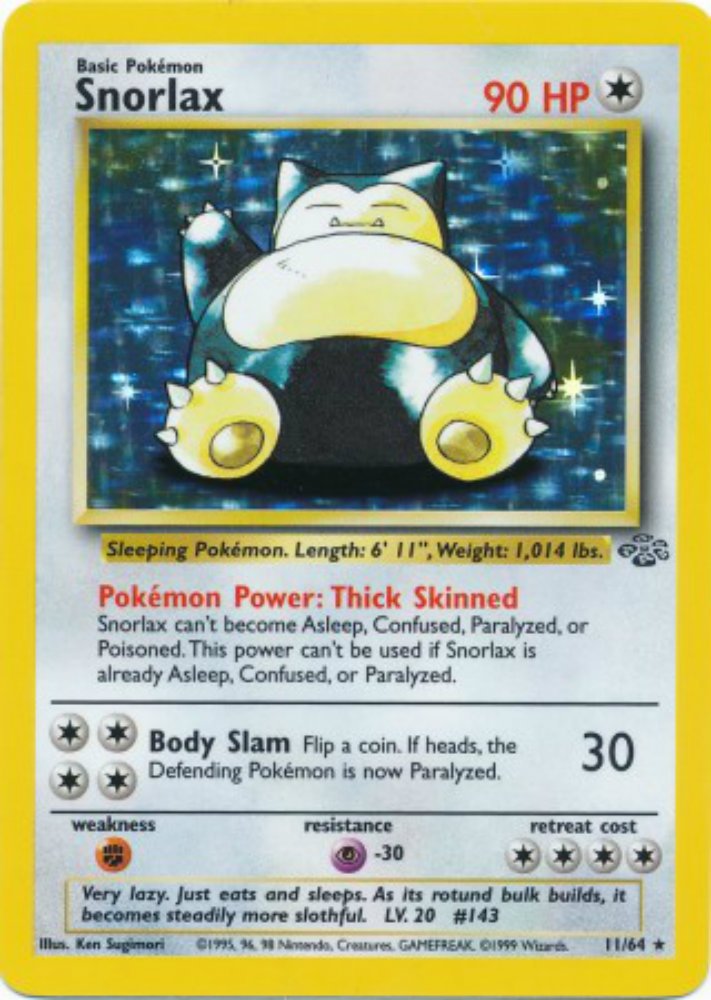 Basic Pokémon
Snorlax
90 HP
Sleeping Pokémon. Length: 6' 11", Weight: 1,014 lbs.
Pokémon Power: Thick Skinned
Snorlax can't become Asleep, Confused, Paralyzed, or
Poisoned. This power can't be used if Snorlax is
already Asleep, Confused, or Paralyzed.
Body Slam Flip a coin. If heads, the
Defending Pokémon is now Paralyzed.
30
weakness
resistance
retreat cost
-30
Very lazy. Just eats and sleeps. As its rotund bulk builds, it
becomes steadily more slothful. LV. 20 #143
Illus. Ken Sugimori ©1995, 96, 98 Nintendo, Creatures, GAMEFREAK. ©1999 Wizards. 11/64 ★